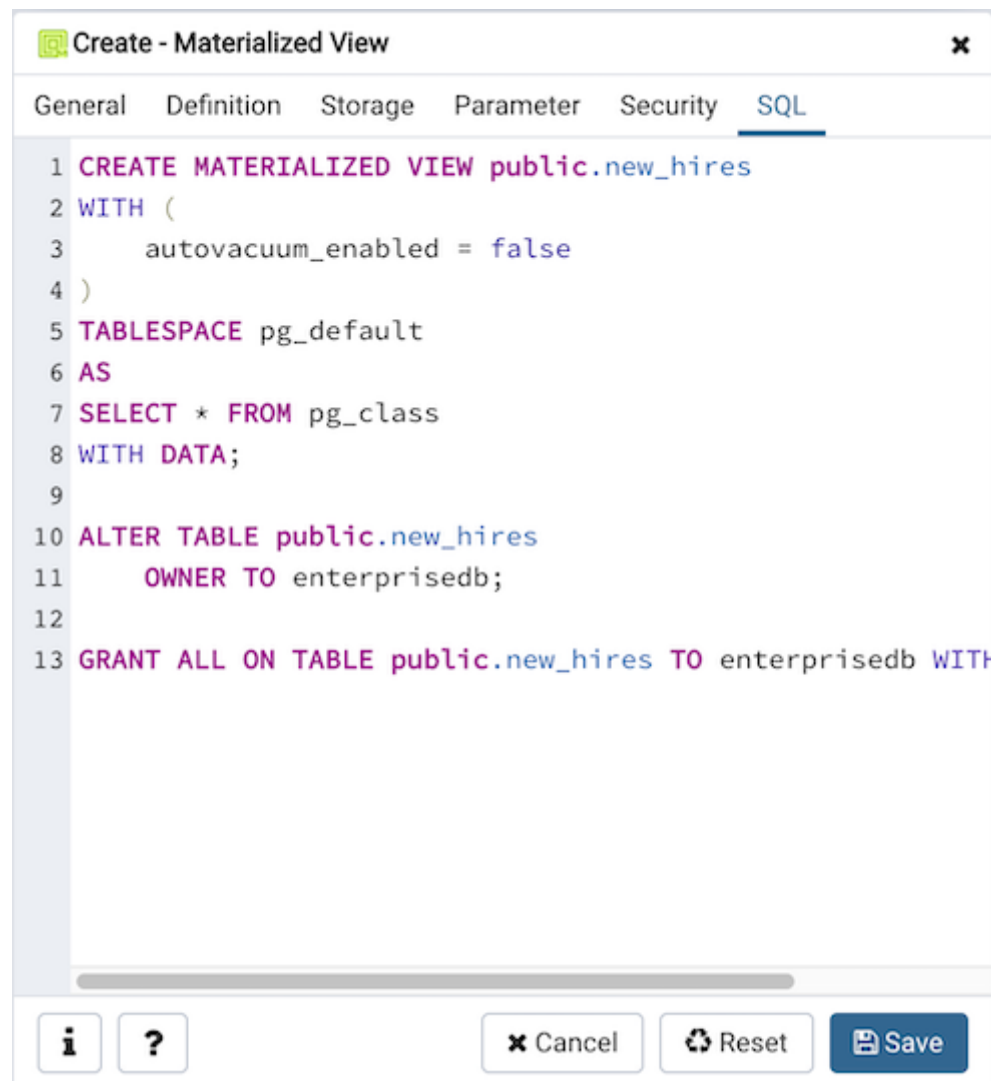 Create - Materialized View
General Definition Storage Parameter Security SQL
1 CREATE MATERIALIZED VIEW public.new_hires
2 WITH (
3     autovacuum_enabled = false
4 )
5 TABLESPACE pg_default
6 AS
7 SELECT * FROM pg_class
8 WITH DATA;
9
10 ALTER TABLE public.new_hires
11     OWNER TO enterprisedb;
12
13 GRANT ALL ON TABLE public.new_hires TO enterprisedb WITH
i ? Cancel Reset Save